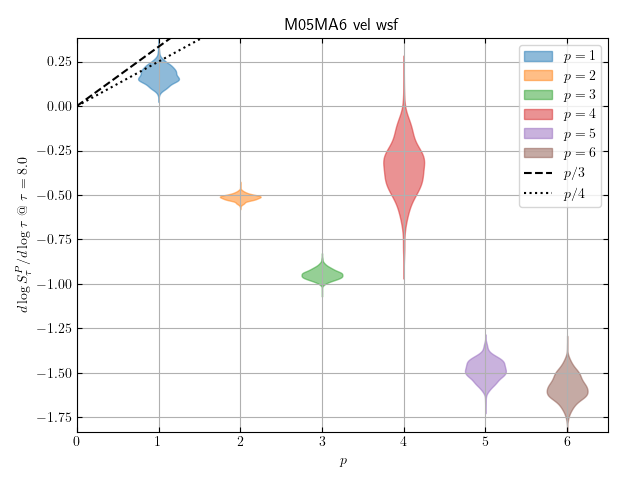 M05MA6 vel wsf
d log S_τ^P / d log τ @ τ = 8.0
0.25
0.00
−0.25
−0.50
−0.75
−1.00
−1.25
−1.50
−1.75
0 1 2 3 4 5 6
p
p = 1
p = 2
p = 3
p = 4
p = 5
p = 6
p/3
p/4